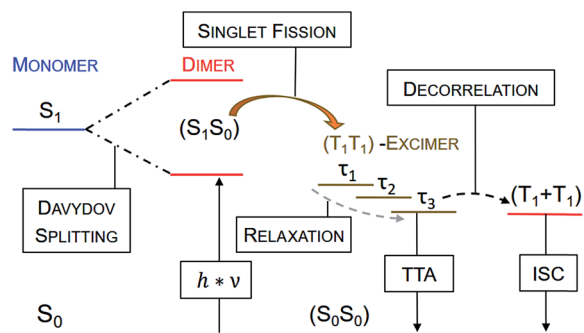 SINGLET FISSION
MONOMER
DIMER
DECORRELATION
S₁
(S₁S₀)
(T₁T₁) -EXCIMER
τ₁
τ₂
τ₃
(T₁+T₁)
DAVYDOV
SPLITTING
RELAXATION
h * ν
TTA
ISC
S₀
(S₀S₀)